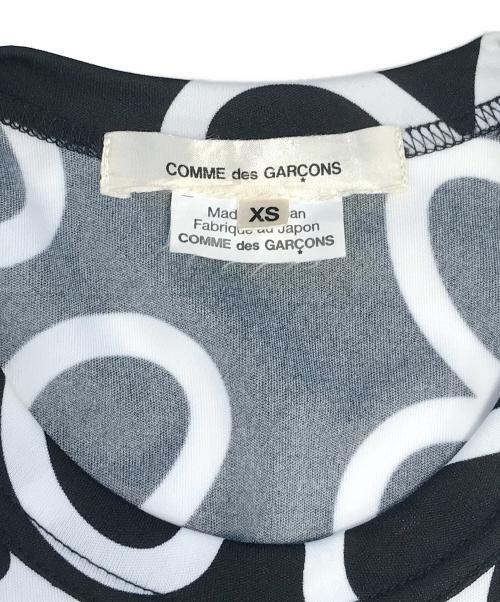 COMME des GARÇONS
XS
Fabrique au Japon
COMME des GARÇONS